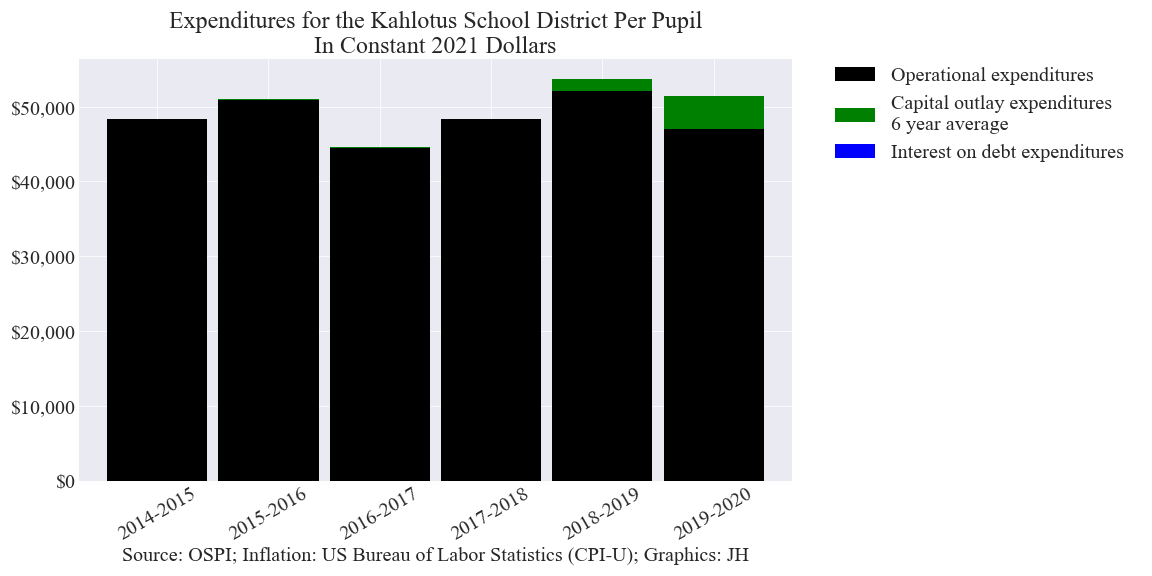 Expenditures for the Kahlotus School District Per Pupil
In Constant 2021 Dollars
$50,000
$40,000
$30,000
$20,000
$10,000
$0
2014-2015
2015-2016
2016-2017
2017-2018
2018-2019
2019-2020
Source: OSPI; Inflation: US Bureau of Labor Statistics (CPI-U); Graphics: JH
Operational expenditures
Capital outlay expenditures
6 year average
Interest on debt expenditures